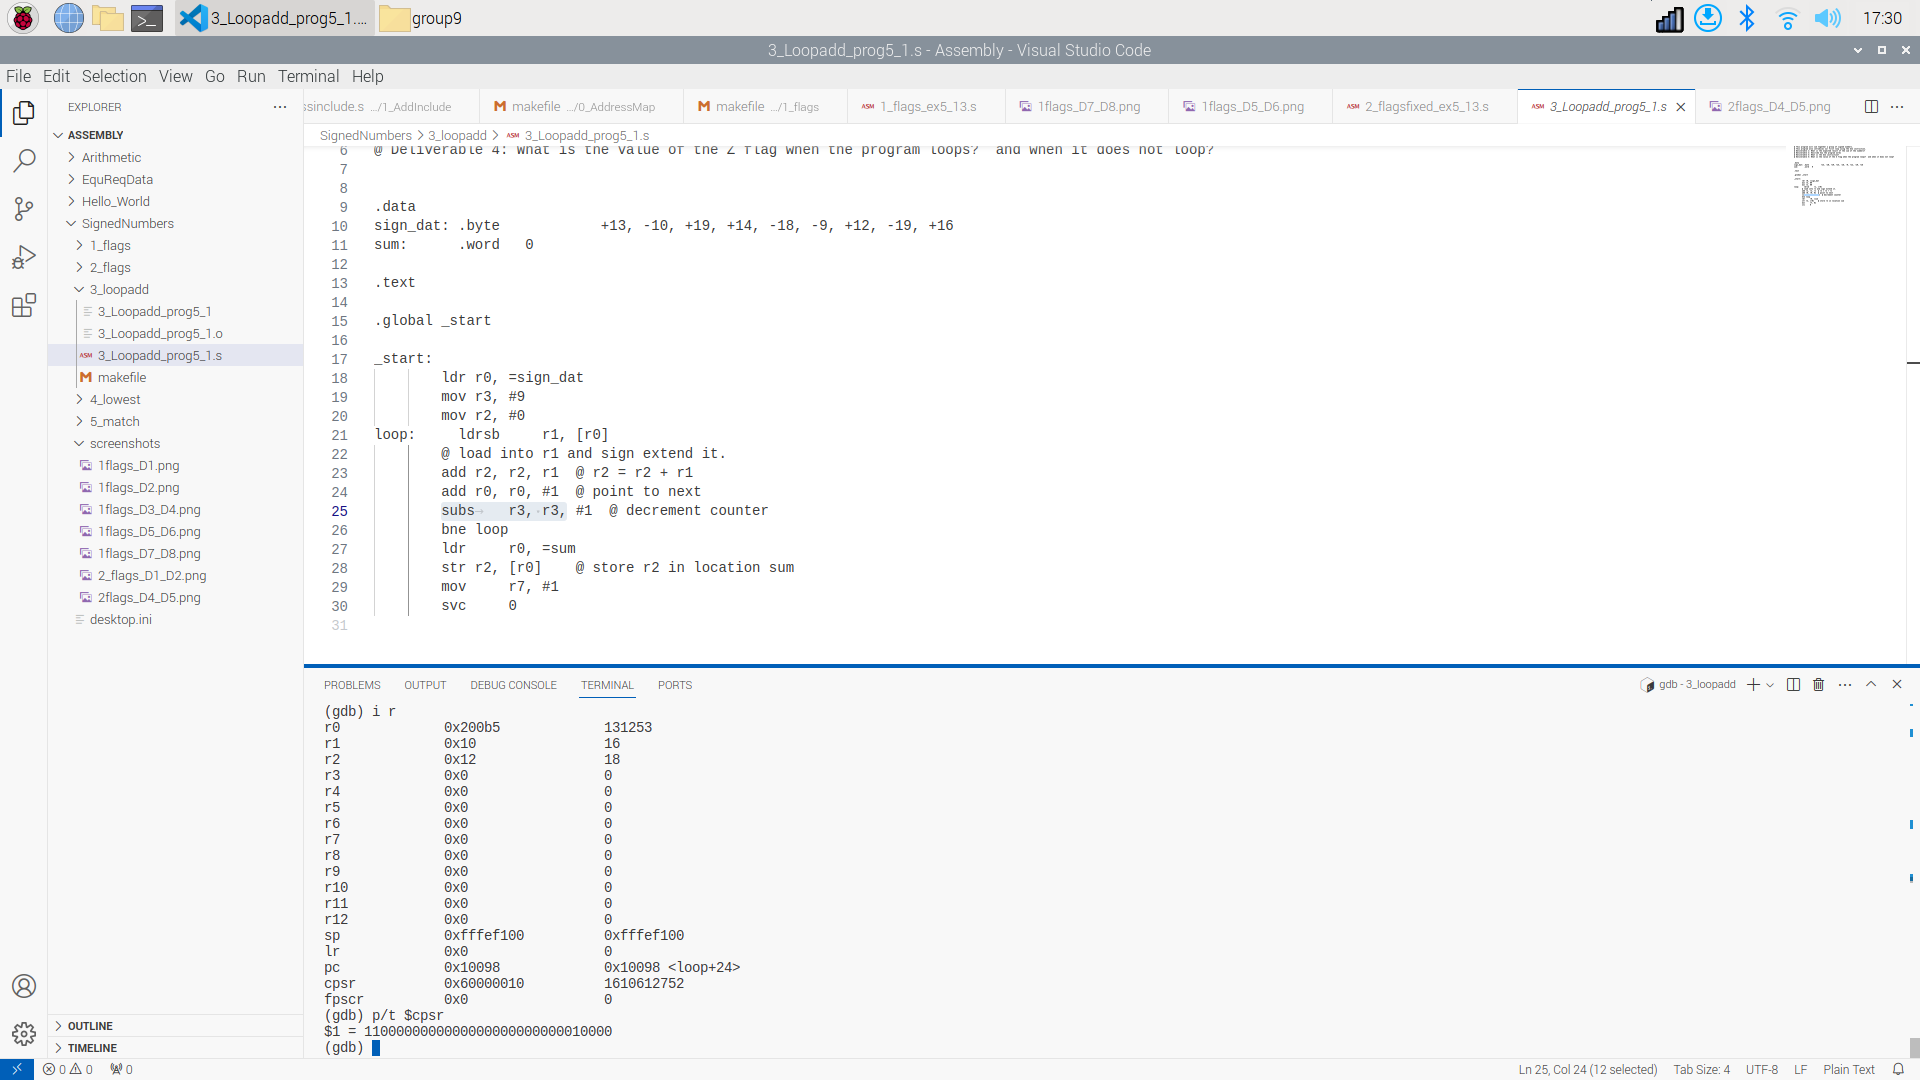 3_Loopadd_prog5_1.... group9 17:30
3_Loopadd_prog5_1.s - Assembly - Visual Studio Code
File Edit Selection View Go Run Terminal Help
EXPLORER
ssinclude.s .../1_AddInclude makefile .../0_AddressMap makefile .../1_flags ASM 1_flags_ex5_13.s 1flags_D7_D8.png 1flags_D5_D6.png ASM 2_flagsfixed_ex5_13.s ASM 3_Loopadd_prog5_1.s 2flags_D4_D5.png
ASSEMBLY
Arithmetic
EquReqData
Hello_World
SignedNumbers
1_flags
2_flags
3_loopadd
3_Loopadd_prog5_1
3_Loopadd_prog5_1.o
ASM 3_Loopadd_prog5_1.s
makefile
4_lowest
5_match
screenshots
1flags_D1.png
1flags_D2.png
1flags_D3_D4.png
1flags_D5_D6.png
1flags_D7_D8.png
2_flags_D1_D2.png
2flags_D4_D5.png
desktop.ini
OUTLINE
TIMELINE
SignedNumbers > 3_loopadd > ASM 3_Loopadd_prog5_1.s
6 @ Deliverable 4: What is the value of the Z flag when the program loops? and when it does not loop?
7
8
9 .data
10 sign_dat: .byte +13, -10, +19, +14, -18, -9, +12, -19, +16
11 sum: .word 0
12
13 .text
14
15 .global _start
16
17 _start:
18 ldr r0, =sign_dat
19 mov r3, #9
20 mov r2, #0
21 loop: ldrsb r1, [r0]
22 @ load into r1 and sign extend it.
23 add r2, r2, r1 @ r2 = r2 + r1
24 add r0, r0, #1 @ point to next
25 subs→ r3,·r3, #1 @ decrement counter
26 bne loop
27 ldr r0, =sum
28 str r2, [r0] @ store r2 in location sum
29 mov r7, #1
30 svc 0
31
PROBLEMS OUTPUT DEBUG CONSOLE TERMINAL PORTS gdb - 3_loopadd
(gdb) i r
r0 0x200b5 131253
r1 0x10 16
r2 0x12 18
r3 0x0 0
r4 0x0 0
r5 0x0 0
r6 0x0 0
r7 0x0 0
r8 0x0 0
r9 0x0 0
r10 0x0 0
r11 0x0 0
r12 0x0 0
sp 0xfffef100 0xfffef100
lr 0x0 0
pc 0x10098 0x10098 <loop+24>
cpsr 0x60000010 1610612752
fpscr 0x0 0
(gdb) p/t $cpsr
$1 = 1100000000000000000000000010000
(gdb)
0 0 0 Ln 25, Col 24 (12 selected) Tab Size: 4 UTF-8 LF Plain Text